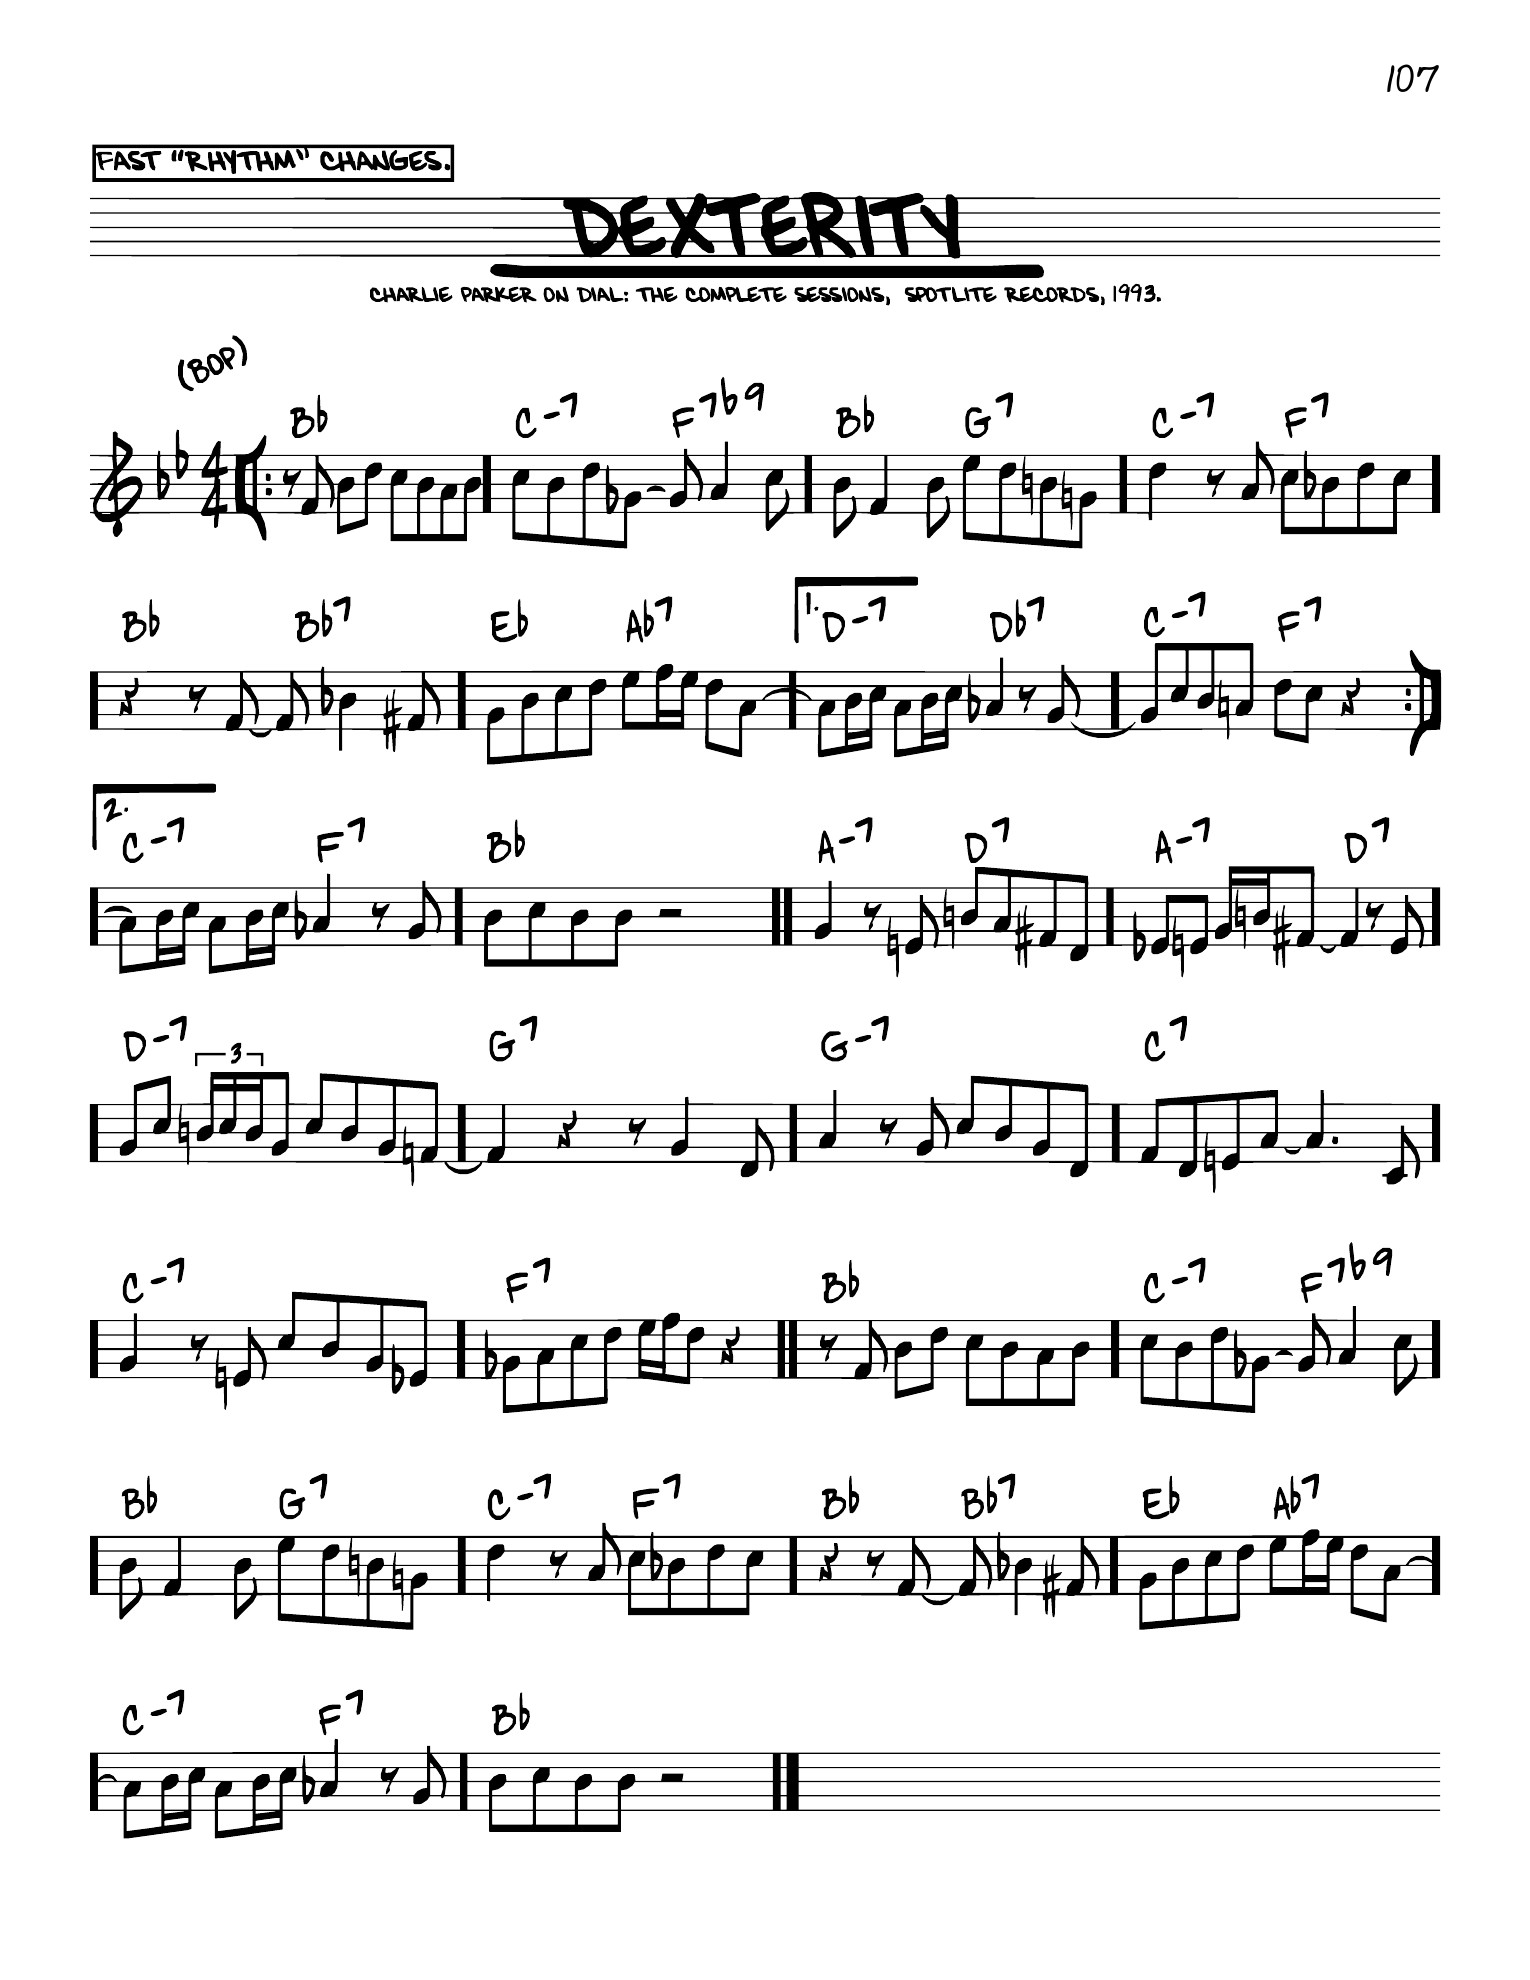 107
FAST "RHYTHM" CHANGES.
DEXTERITY
CHARLIE PARKER ON DIAL: THE COMPLETE SESSIONS, SPOTLITE RECORDS, 1993.
(BOP)
Bb C-7 F7b9 Bb G7 C-7 F7
4
4
Bb Bb7 Eb Ab7 1. D-7 Db7 C-7 F7
2.
C-7 F7 Bb A-7 D7 A-7 D7
D-7 3 G7 G-7 C7
C-7 F7 Bb C-7 F7b9
Bb G7 C-7 F7 Bb Bb7 Eb Ab7
C-7 F7 Bb